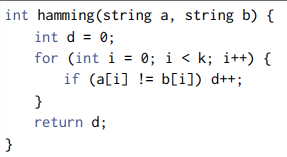 int hamming(string a, string b) {
    int d = 0;
    for (int i = 0; i < k; i++) {
        if (a[i] != b[i]) d++;
    }
    return d;
}